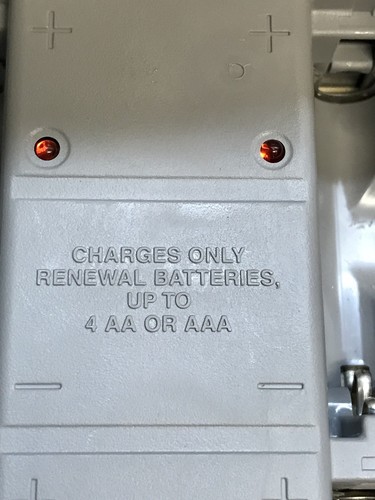 CHARGES ONLY
RENEWAL BATTERIES,
UP TO
4 AA OR AAA